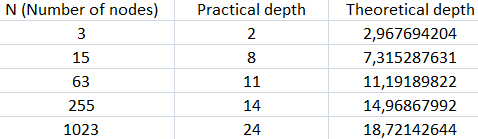 N (Number of nodes) Practical depth Theoretical depth
3 2 2,967694204
15 8 7,315287631
63 11 11,19189822
255 14 14,96867992
1023 24 18,72142644